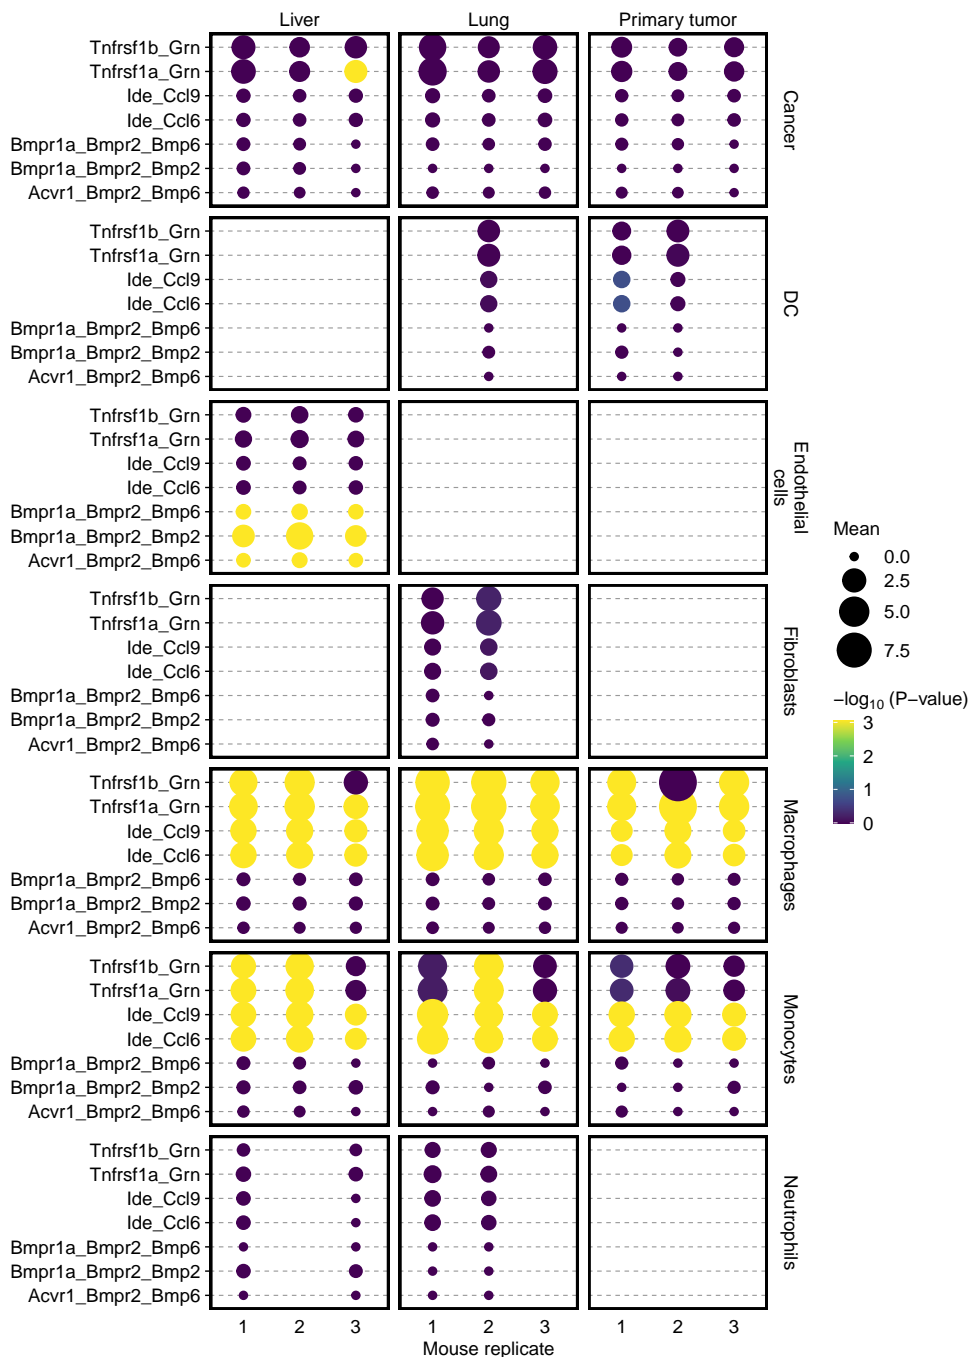 Liver Lung Primary tumor
Tnfrsf1b_Grn
Tnfrsf1a_Grn
Ide_Ccl9
Ide_Ccl6
Bmpr1a_Bmpr2_Bmp6
Bmpr1a_Bmpr2_Bmp2
Acvr1_Bmpr2_Bmp6
Cancer
Tnfrsf1b_Grn
Tnfrsf1a_Grn
Ide_Ccl9
Ide_Ccl6
Bmpr1a_Bmpr2_Bmp6
Bmpr1a_Bmpr2_Bmp2
Acvr1_Bmpr2_Bmp6
DC
Tnfrsf1b_Grn
Tnfrsf1a_Grn
Ide_Ccl9
Ide_Ccl6
Bmpr1a_Bmpr2_Bmp6
Bmpr1a_Bmpr2_Bmp2
Acvr1_Bmpr2_Bmp6
Endothelial
cells
Tnfrsf1b_Grn
Tnfrsf1a_Grn
Ide_Ccl9
Ide_Ccl6
Bmpr1a_Bmpr2_Bmp6
Bmpr1a_Bmpr2_Bmp2
Acvr1_Bmpr2_Bmp6
Fibroblasts
Tnfrsf1b_Grn
Tnfrsf1a_Grn
Ide_Ccl9
Ide_Ccl6
Bmpr1a_Bmpr2_Bmp6
Bmpr1a_Bmpr2_Bmp2
Acvr1_Bmpr2_Bmp6
Macrophages
Tnfrsf1b_Grn
Tnfrsf1a_Grn
Ide_Ccl9
Ide_Ccl6
Bmpr1a_Bmpr2_Bmp6
Bmpr1a_Bmpr2_Bmp2
Acvr1_Bmpr2_Bmp6
Monocytes
Tnfrsf1b_Grn
Tnfrsf1a_Grn
Ide_Ccl9
Ide_Ccl6
Bmpr1a_Bmpr2_Bmp6
Bmpr1a_Bmpr2_Bmp2
Acvr1_Bmpr2_Bmp6
Neutrophils
1 2 3 1 2 3 1 2 3
Mouse replicate
Mean
0.0
2.5
5.0
7.5
−log₁₀ (P−value)
3
2
1
0